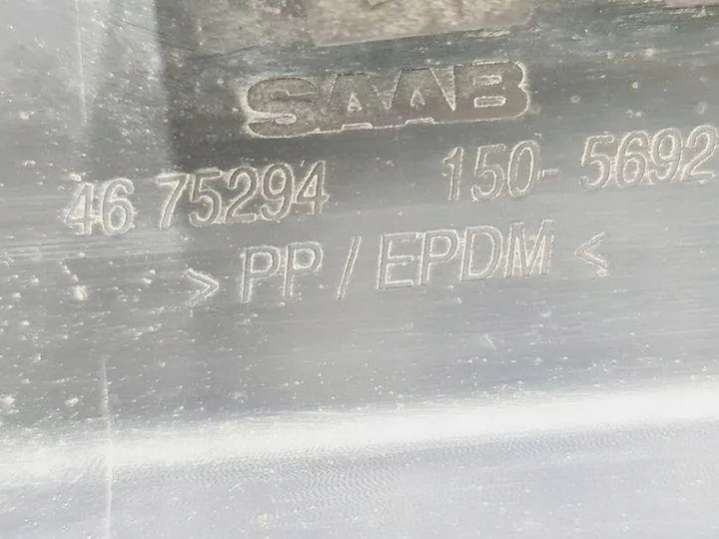 SAAB
46 75294 150-5692
> PP / EPDM <